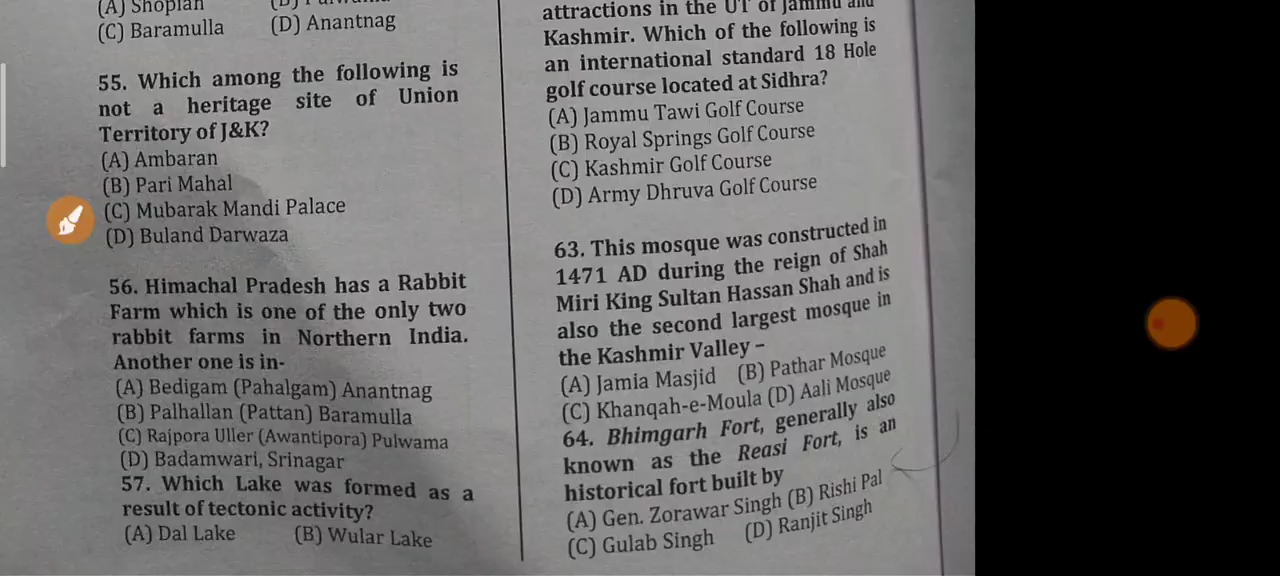 (A) Shopian
(C) Baramulla (D) Anantnag
55. Which among the following is
not a heritage site of Union
Territory of J&K?
(A) Ambaran
(B) Pari Mahal
(C) Mubarak Mandi Palace
(D) Buland Darwaza
56. Himachal Pradesh has a Rabbit
Farm which is one of the only two
rabbit farms in Northern India.
Another one is in-
(A) Bedigam (Pahalgam) Anantnag
(B) Palhallan (Pattan) Baramulla
(C) Rajpora Uller (Awantipora) Pulwama
(D) Badamwari, Srinagar
57. Which Lake was formed as a
result of tectonic activity?
(A) Dal Lake (B) Wular Lake
attractions in the UT of Jammu and
Kashmir. Which of the following is
an international standard 18 Hole
golf course located at Sidhra?
(A) Jammu Tawi Golf Course
(B) Royal Springs Golf Course
(C) Kashmir Golf Course
(D) Army Dhruva Golf Course
63. This mosque was constructed in
1471 AD during the reign of Shah
Miri King Sultan Hassan Shah and is
also the second largest mosque in
the Kashmir Valley –
(A) Jamia Masjid (B) Pathar Mosque
(C) Khanqah-e-Moula (D) Aali Mosque
64. Bhimgarh Fort, generally also
known as the Reasi Fort, is an
historical fort built by
(A) Gen. Zorawar Singh (B) Rishi Pal
(C) Gulab Singh (D) Ranjit Singh